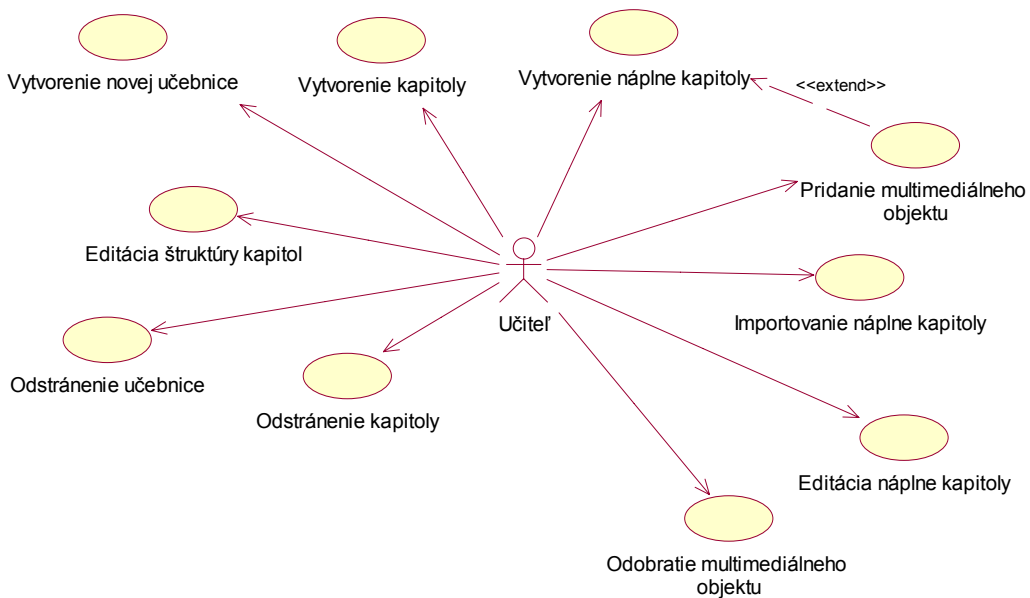 Vytvorenie novej učebnice
Vytvorenie kapitoly
Vytvorenie náplne kapitoly
<<extend>>
Pridanie multimediálneho
objektu
Editácia štruktúry kapitol
Učiteľ
Importovanie náplne kapitoly
Odstránenie učebnice
Odstránenie kapitoly
Editácia náplne kapitoly
Odobratie multimediálneho
objektu